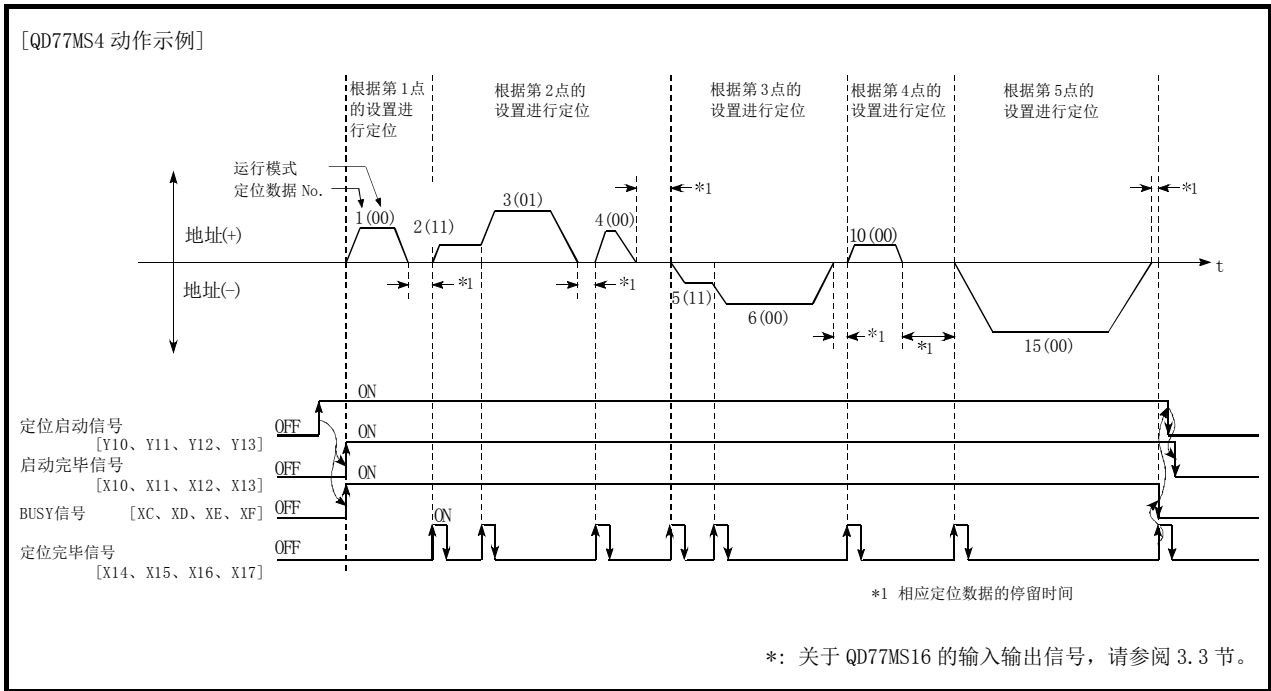 [QD77MS4 动作示例]
根据第1点
的设置进
行定位
根据第2点的
设置进行定位
根据第3点的
设置进行定位
根据第4点的
设置进行定位
根据第5点的
设置进行定位
运行模式
定位数据 No.
1(00)
2(11)
3(01)
4(00)
*1
*1
地址(+)
10(00)
t
地址(-)
*1
*1
5(11)
6(00)
*1
*1
15(00)
ON
定位启动信号
OFF
[Y10、Y11、Y12、Y13]
ON
启动完毕信号
OFF
[X10、X11、X12、X13]
ON
BUSY信号 [XC、XD、XE、XF]
OFF
ON
定位完毕信号
OFF
[X14、X15、X16、X17]
*1 相应定位数据的停留时间
*: 关于 QD77MS16 的输入输出信号，请参阅 3.3 节。